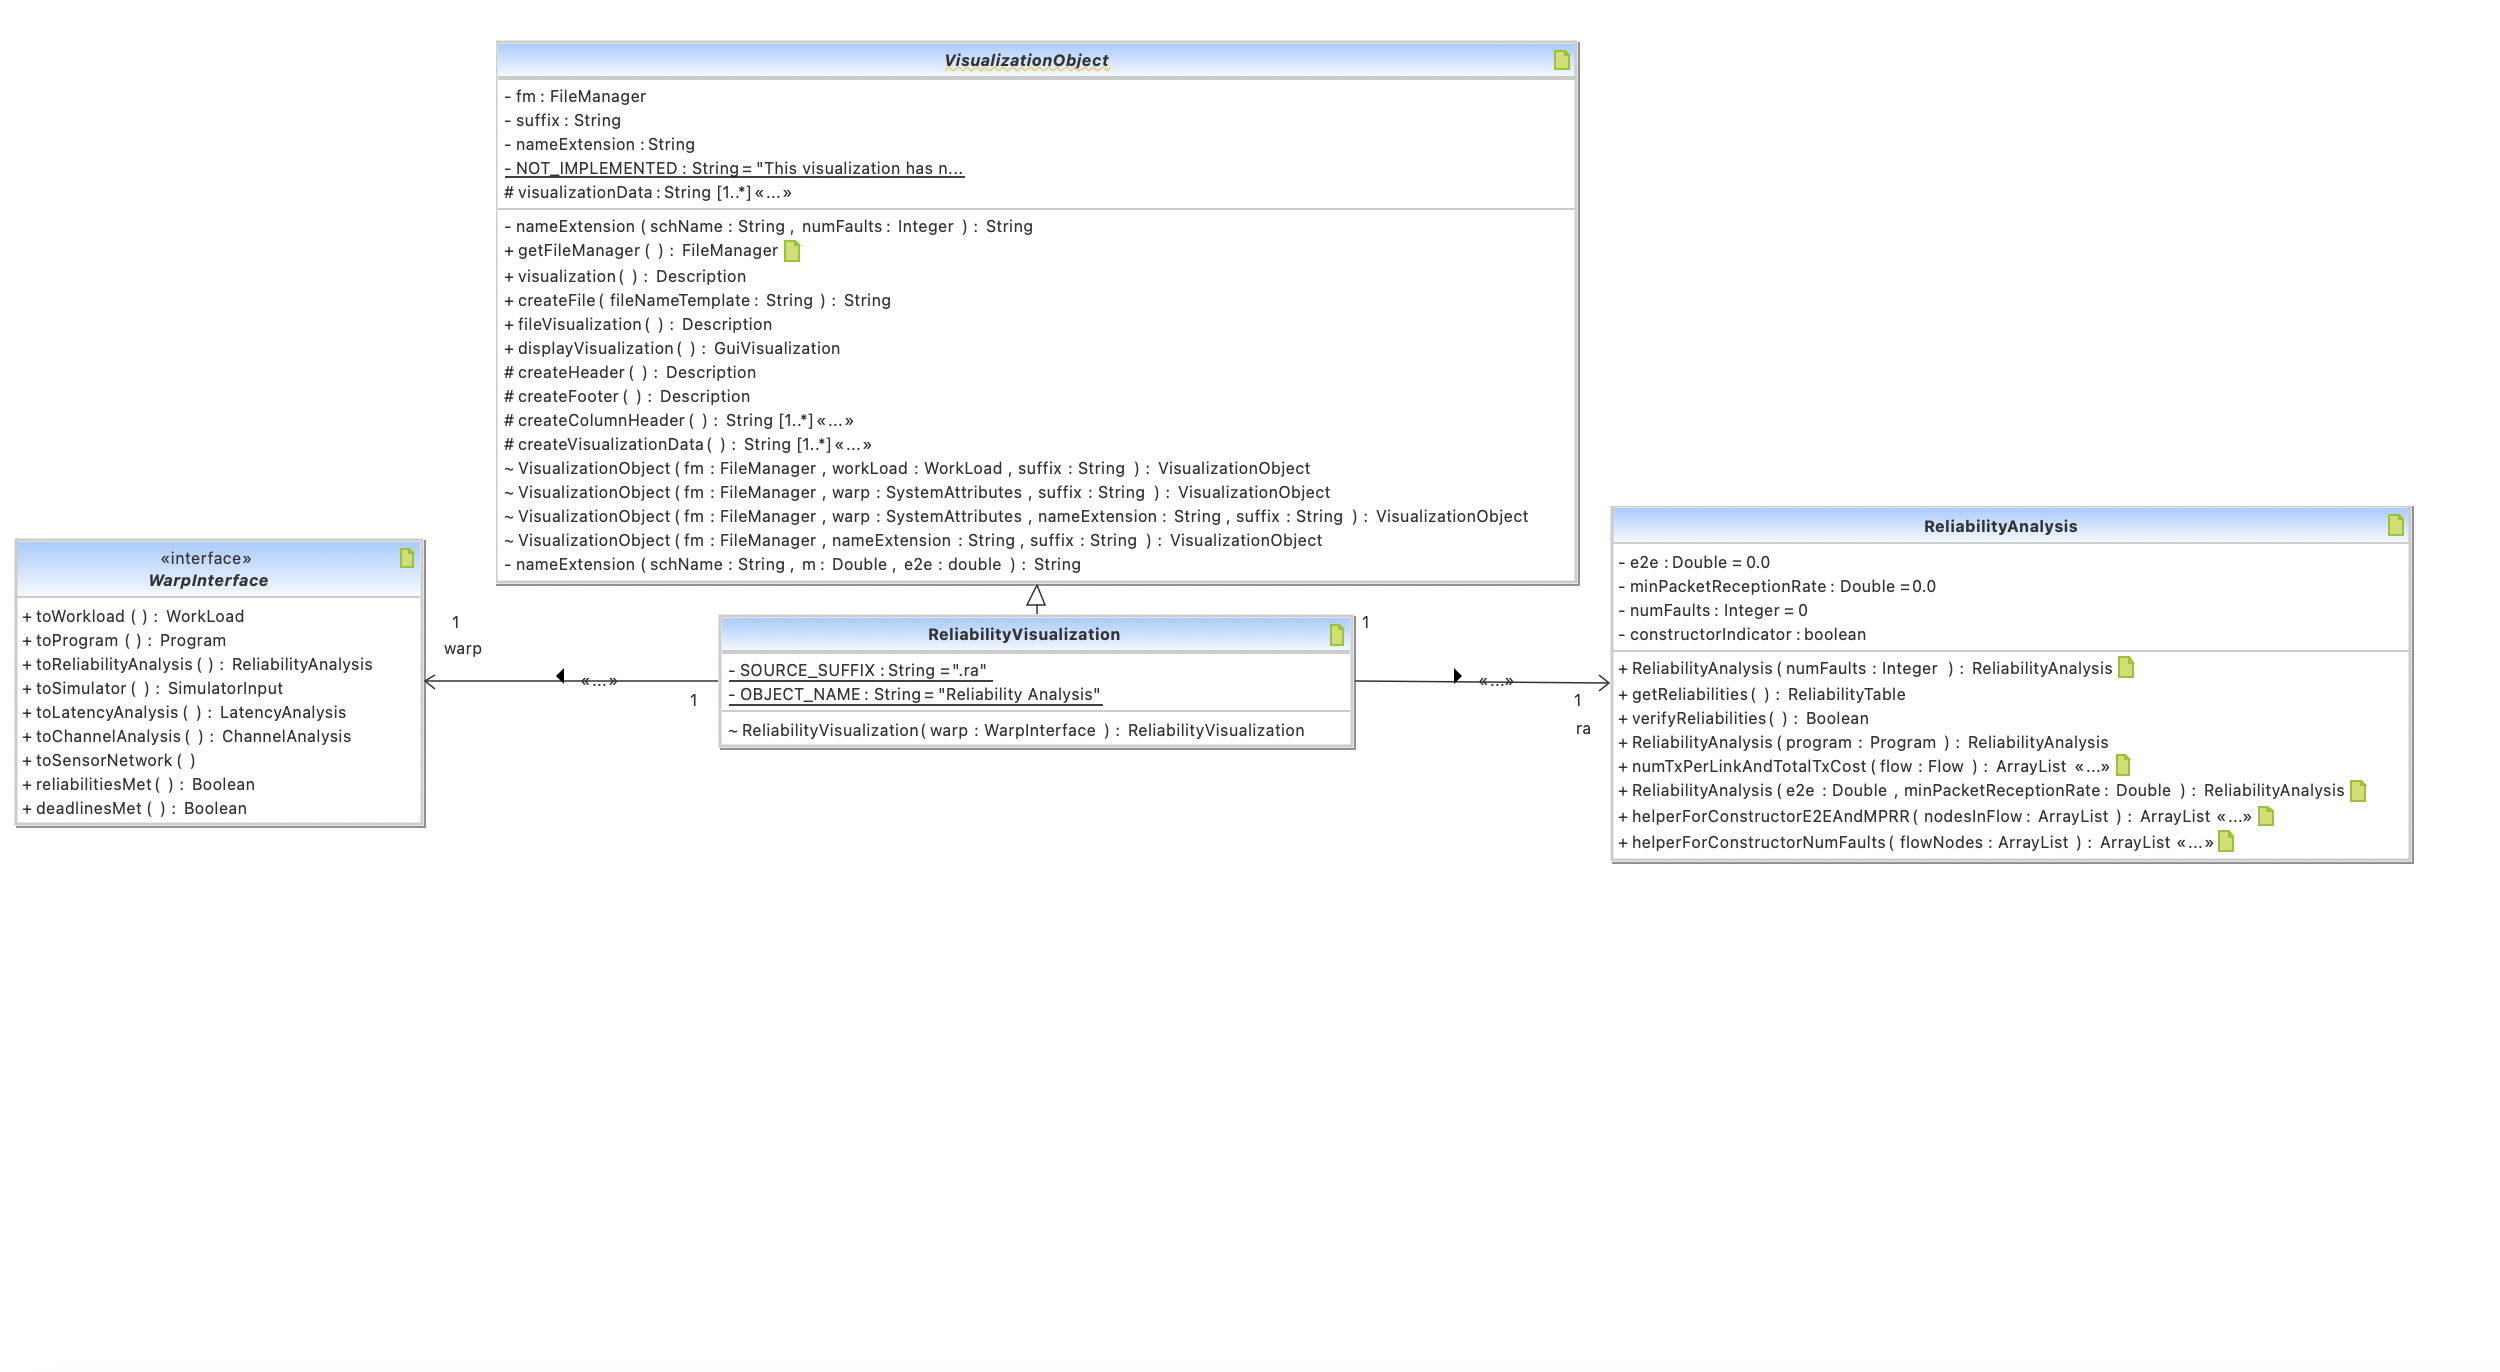 VisualizationObject
- fm : FileManager
- suffix : String
- nameExtension : String
- NOT_IMPLEMENTED : String = "This visualization has n...
# visualizationData : String [1..*] «...»
- nameExtension ( schName : String , numFaults : Integer ) : String
+ getFileManager ( ) : FileManager
+ visualization ( ) : Description
+ createFile ( fileNameTemplate : String ) : String
+ fileVisualization ( ) : Description
+ displayVisualization ( ) : GuiVisualization
# createHeader ( ) : Description
# createFooter ( ) : Description
# createColumnHeader ( ) : String [1..*] «...»
# createVisualizationData ( ) : String [1..*] «...»
~ VisualizationObject ( fm : FileManager , workLoad : WorkLoad , suffix : String ) : VisualizationObject
~ VisualizationObject ( fm : FileManager , warp : SystemAttributes , suffix : String ) : VisualizationObject
~ VisualizationObject ( fm : FileManager , warp : SystemAttributes , nameExtension : String , suffix : String ) : VisualizationObject
~ VisualizationObject ( fm : FileManager , nameExtension : String , suffix : String ) : VisualizationObject
- nameExtension ( schName : String , m : Double , e2e : double ) : String
«interface»
WarpInterface
+ toWorkload ( ) : WorkLoad
+ toProgram ( ) : Program
+ toReliabilityAnalysis ( ) : ReliabilityAnalysis
+ toSimulator ( ) : SimulatorInput
+ toLatencyAnalysis ( ) : LatencyAnalysis
+ toChannelAnalysis ( ) : ChannelAnalysis
+ toSensorNetwork ( )
+ reliabilitiesMet ( ) : Boolean
+ deadlinesMet ( ) : Boolean
1
warp
«...»
1
ReliabilityVisualization
- SOURCE_SUFFIX : String = ".ra"
- OBJECT_NAME : String = "Reliability Analysis"
~ ReliabilityVisualization ( warp : WarpInterface ) : ReliabilityVisualization
1
«...»
1
ra
ReliabilityAnalysis
- e2e : Double = 0.0
- minPacketReceptionRate : Double = 0.0
- numFaults : Integer = 0
- constructorIndicator : boolean
+ ReliabilityAnalysis ( numFaults : Integer ) : ReliabilityAnalysis
+ getReliabilities ( ) : ReliabilityTable
+ verifyReliabilities ( ) : Boolean
+ ReliabilityAnalysis ( program : Program ) : ReliabilityAnalysis
+ numTxPerLinkAndTotalTxCost ( flow : Flow ) : ArrayList «...»
+ ReliabilityAnalysis ( e2e : Double , minPacketReceptionRate : Double ) : ReliabilityAnalysis
+ helperForConstructorE2EAndMPRR ( nodesInFlow : ArrayList ) : ArrayList «...»
+ helperForConstructorNumFaults ( flowNodes : ArrayList ) : ArrayList «...»